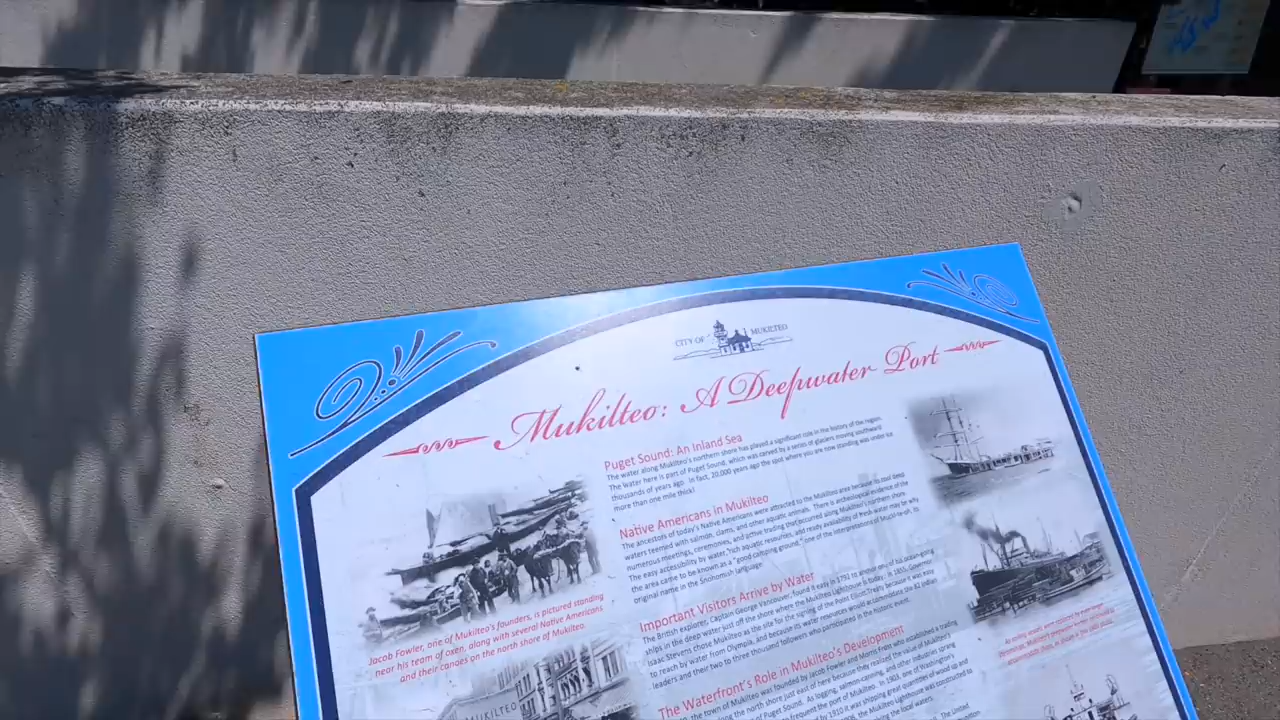 CITY OF MUKILTEO
Mukilteo: A Deepwater Port
Puget Sound: An Inland Sea
The water along Mukilteo's northern shore has played a significant role in the history of the region.
The water here is part of Puget Sound, which was carved by a series of glaciers moving southward
thousands of years ago. In fact, 20,000 years ago the spot where you are now standing was under ice
more than one mile thick!
Native Americans in Mukilteo
The ancestors of today's Native Americans were attracted to the Mukilteo area because its cool deep
waters teemed with salmon, clams, and other aquatic animals. There is archeological evidence of the
numerous meetings, ceremonies, and active trading that occurred along Mukilteo's northern shore.
The easy accessibility by water, rich aquatic resources, and ready availability of fresh water may be why
the area came to be known as a "good camping ground," one of the interpretations of its
original name in the Snohomish language.
Important Visitors Arrive by Water
The British explorer, Captain George Vancouver, found it easy in 1792 to anchor one of his ocean-going
ships in the deep water just off the shore where the Mukilteo Lighthouse is today. In 1855, Governor
Isaac Stevens chose Mukilteo as the site for the signing of the Point Elliott Treaty because it was easy
to reach by water from Olympia, and because its water resources would accommodate the 82 Indian
leaders and their two to three thousand followers who participated in the historic event.
The Waterfront's Role in Mukilteo's Development
the town of Mukilteo was founded by Jacob Fowler and Morris Frost who established a trading
along the north shore just east of here because they realized the value of Mukilteo's
of Puget Sound. As logging, salmon-canning, and other industries sprang
to frequent the port of Mukilteo. In 1903, one of Washington's
by 1910 it was shipping great quantities of wood up and
the Mukilteo Lighthouse was constructed to
the local waters.
The United
Jacob Fowler, one of Mukilteo's founders, is pictured standing
near his team of oxen, along with several Native Americans
and their canoes on the north shore of Mukilteo.
MUKILTEO